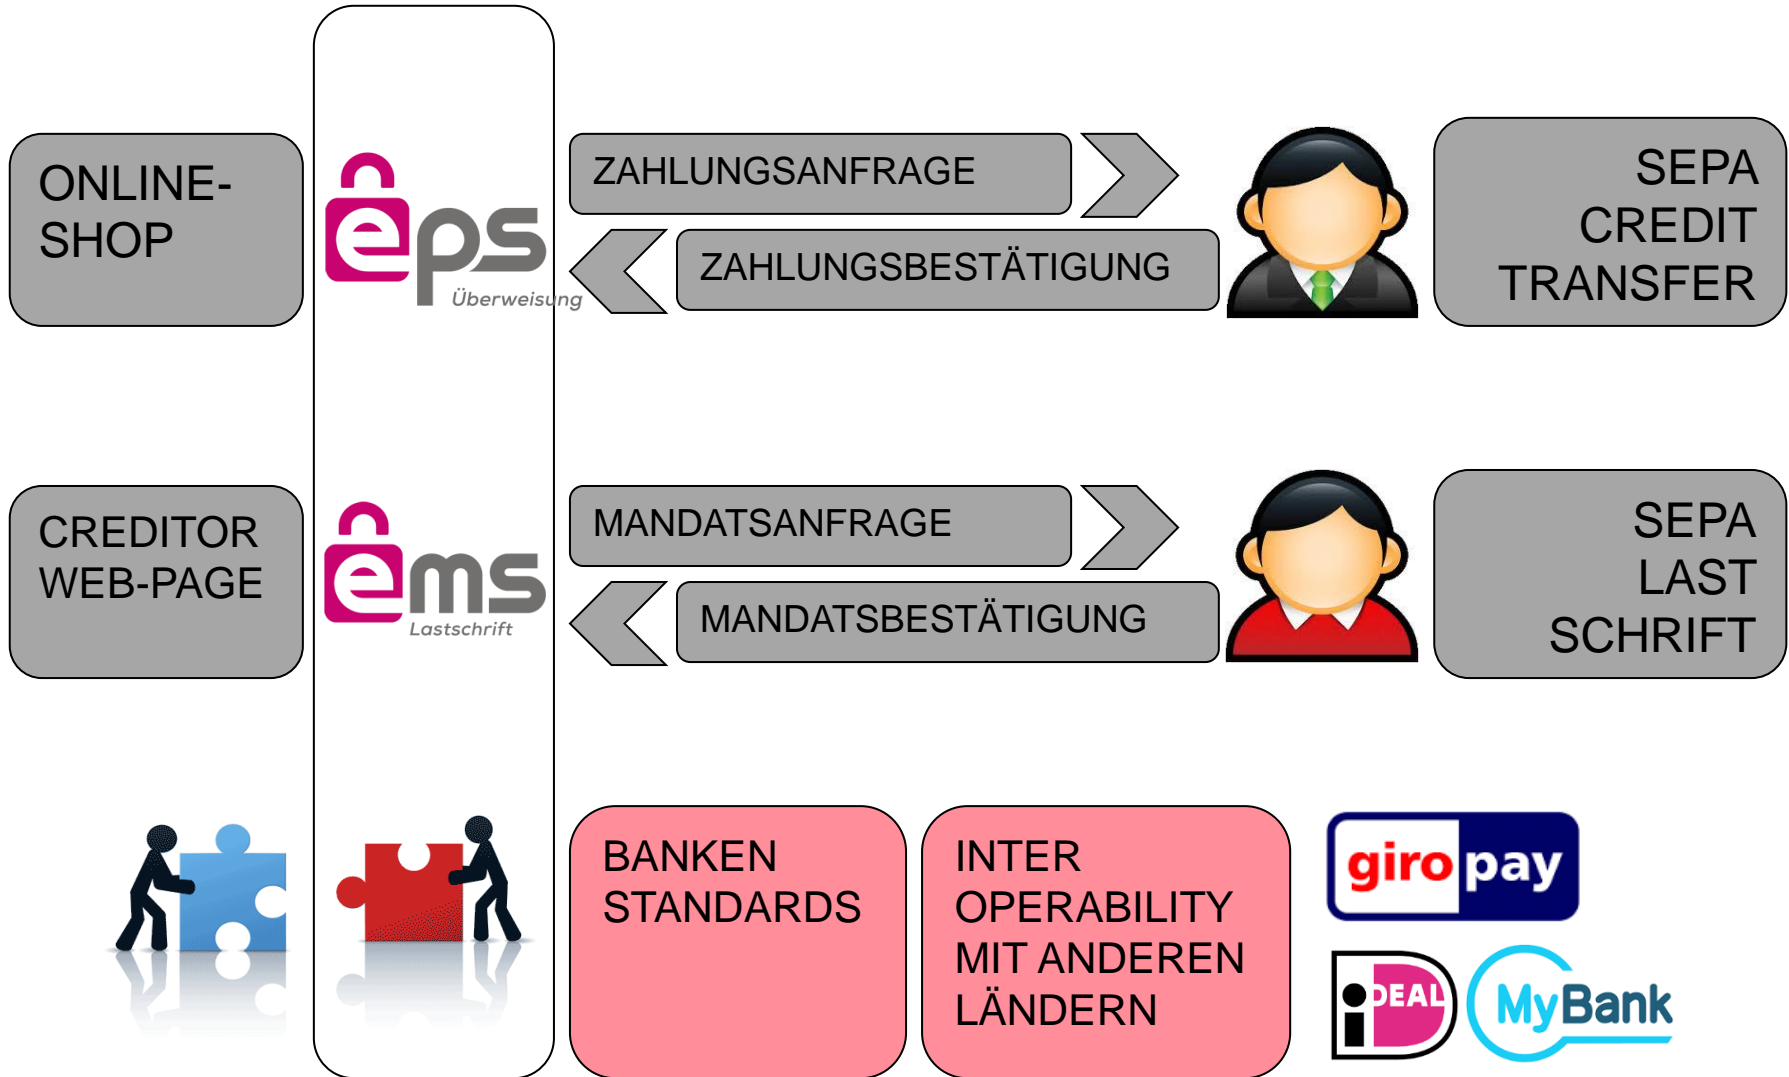 ONLINE-
SHOP
eps
Überweisung
ZAHLUNGSANFRAGE
ZAHLUNGSBESTÄTIGUNG
SEPA
CREDIT
TRANSFER
CREDITOR
WEB-PAGE
ems
Lastschrift
MANDATSANFRAGE
MANDATSBESTÄTIGUNG
SEPA
LAST
SCHRIFT
BANKEN
STANDARDS
INTER
OPERABILITY
MIT ANDEREN
LÄNDERN
giropay
iDEAL
MyBank